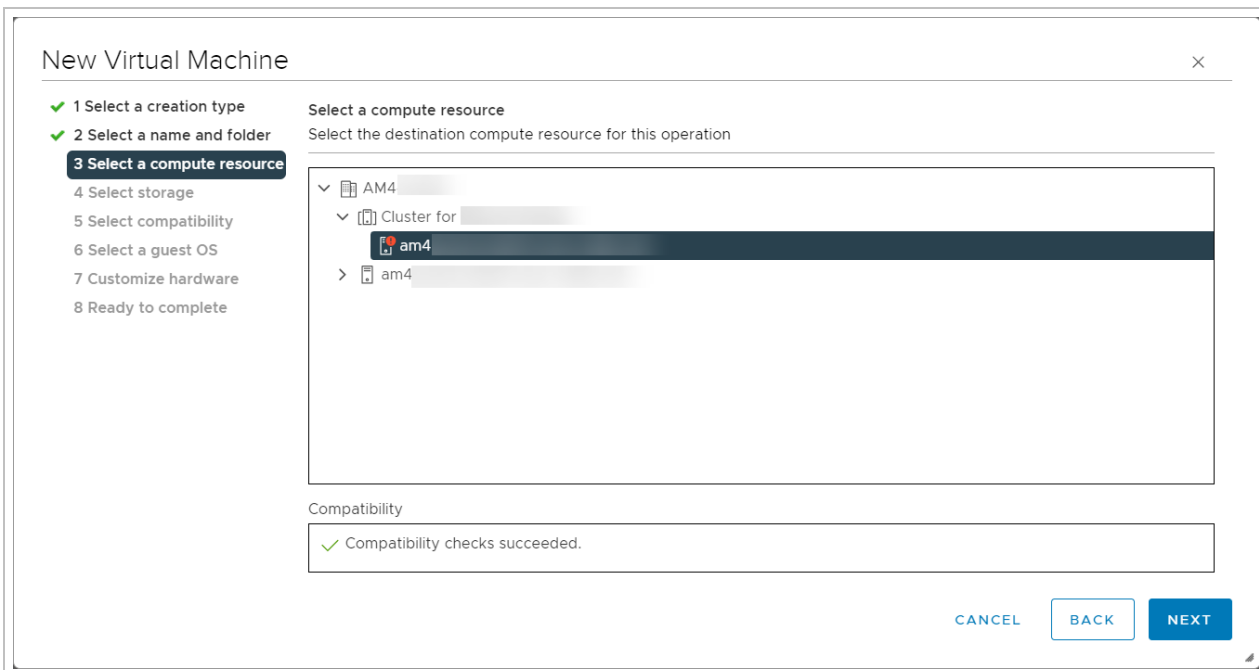 New Virtual Machine
1 Select a creation type
2 Select a name and folder
3 Select a compute resource
4 Select storage
5 Select compatibility
6 Select a guest OS
7 Customize hardware
8 Ready to complete
Select a compute resource
Select the destination compute resource for this operation
AM4
Cluster for
am4
am4
Compatibility
Compatibility checks succeeded.
CANCEL
BACK
NEXT